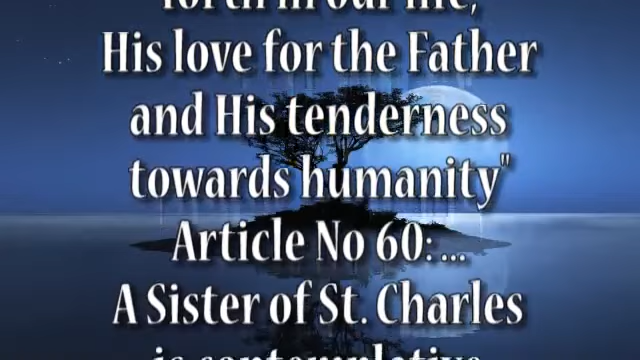 forth in our life,
His love for the Father
and His tenderness
towards humanity"
Article No 60: ...
A Sister of St. Charles
is contemplative